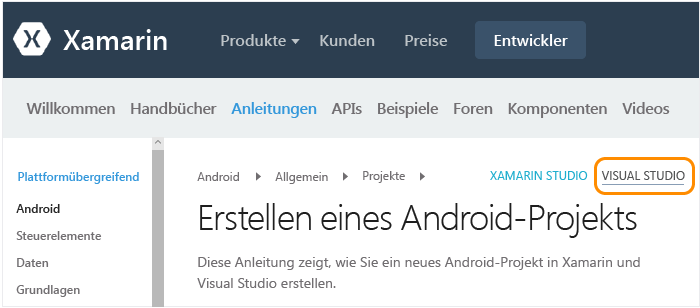 Xamarin Produkte Kunden Preise Entwickler
Willkommen Handbücher Anleitungen APIs Beispiele Foren Komponenten Videos
Plattformübergreifend
Android
Steuerelemente
Daten
Grundlagen
Android Allgemein Projekte XAMARIN STUDIO VISUAL STUDIO
Erstellen eines Android-Projekts
Diese Anleitung zeigt, wie Sie ein neues Android-Projekt in Xamarin und
Visual Studio erstellen.